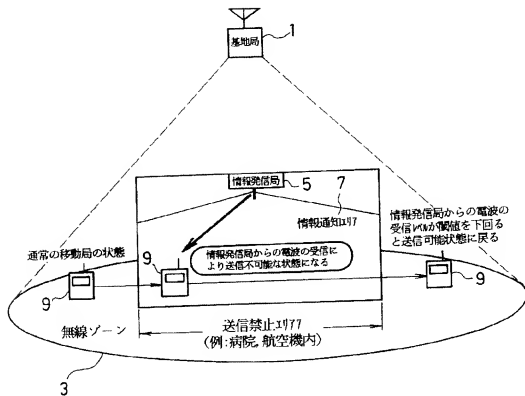 基地局
1
情報発信局
5
7
情報通知エリア
情報発信局からの電波の
受信レベルが閾値を下回る
と送信可能状態に戻る
通常の移動局の状態
9
情報発信局からの電波の受信に
より送信不可能な状態になる
9
9
無線ゾーン
送信禁止エリア7
(例:病院,航空機内)
3